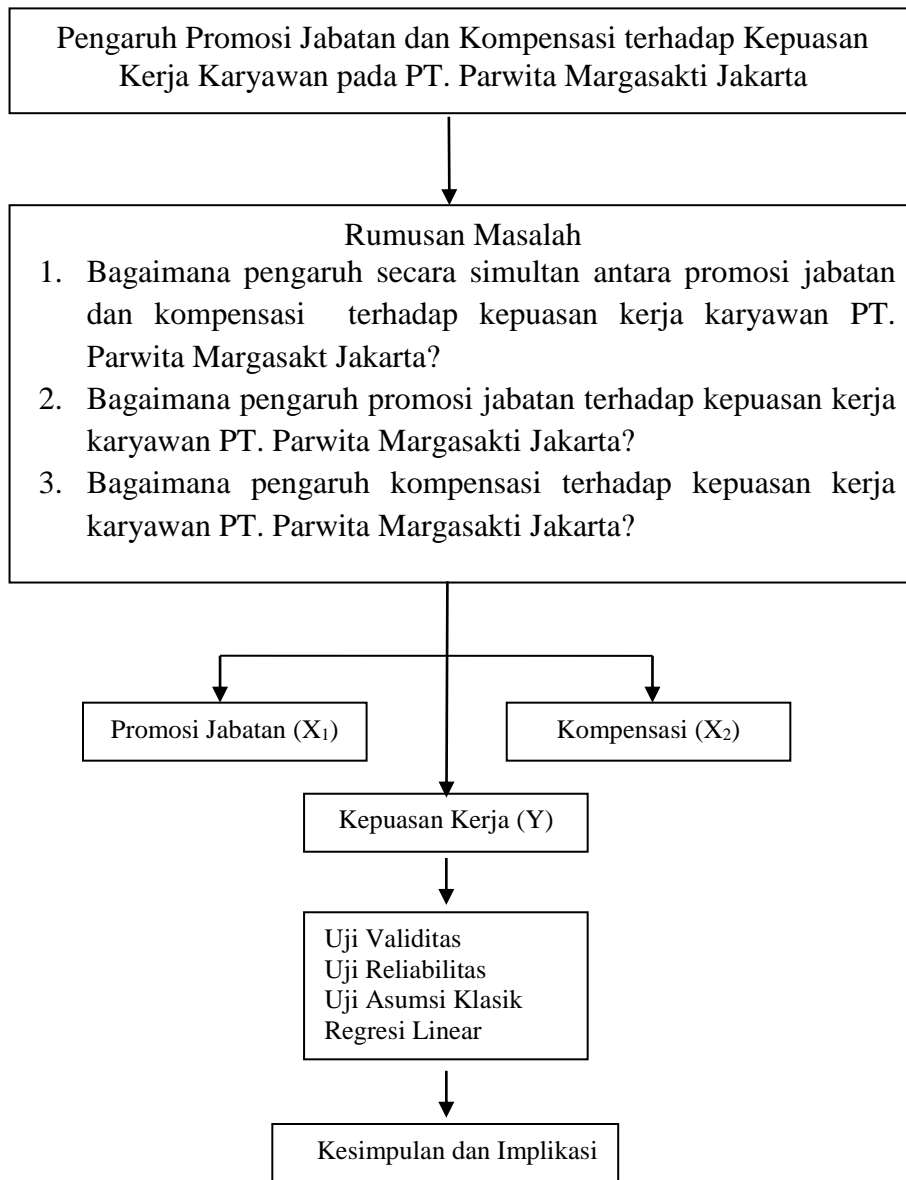 Pengaruh Promosi Jabatan dan Kompensasi terhadap Kepuasan
Kerja Karyawan pada PT. Parwita Margasakti Jakarta
Rumusan Masalah
1. Bagaimana pengaruh secara simultan antara promosi jabatan
dan kompensasi terhadap kepuasan kerja karyawan PT.
Parwita Margasakt Jakarta?
2. Bagaimana pengaruh promosi jabatan terhadap kepuasan kerja
karyawan PT. Parwita Margasakti Jakarta?
3. Bagaimana pengaruh kompensasi terhadap kepuasan kerja
karyawan PT. Parwita Margasakti Jakarta?
Promosi Jabatan (X₁)
Kompensasi (X₂)
Kepuasan Kerja (Y)
Uji Validitas
Uji Reliabilitas
Uji Asumsi Klasik
Regresi Linear
Kesimpulan dan Implikasi